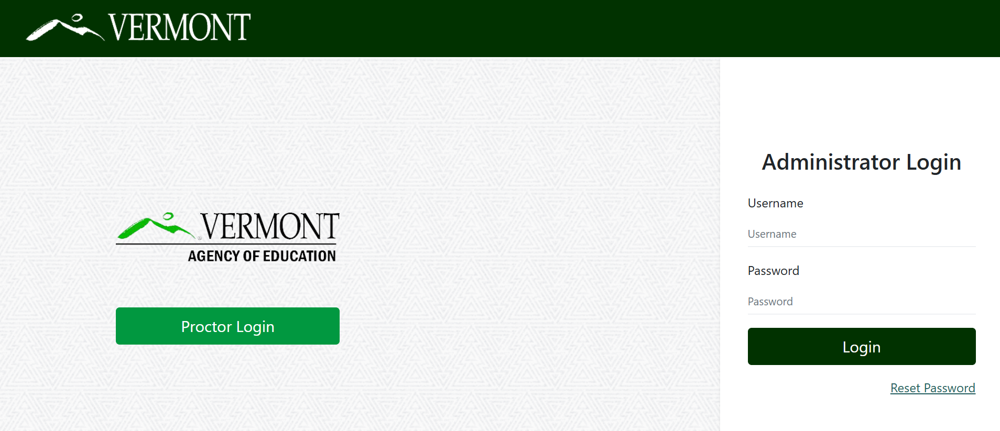 VERMONT
VERMONT
AGENCY OF EDUCATION
Proctor Login
Administrator Login
Username
Username
Password
Password
Login
Reset Password